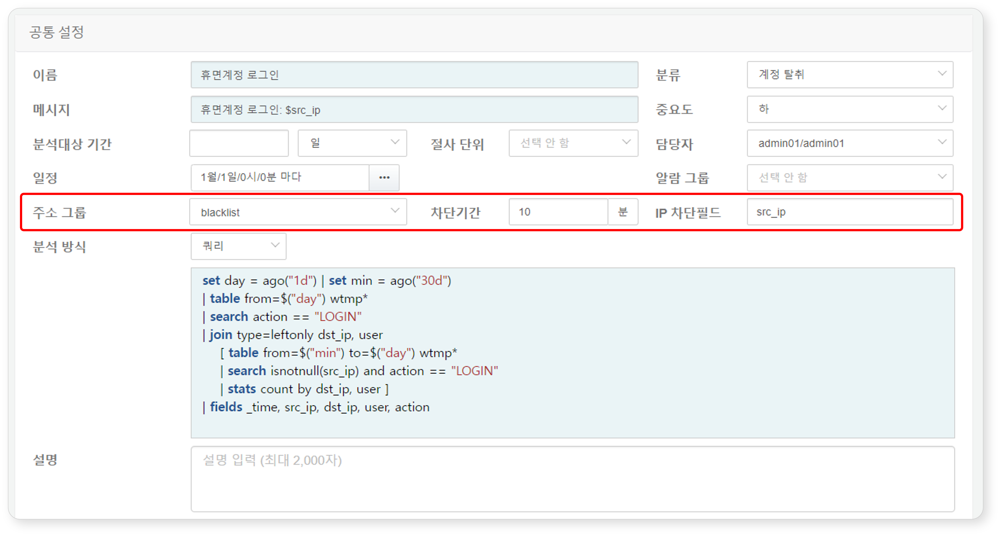 공통 설정
이름 휴면계정 로그인 분류 계정 탈취
메시지 휴면계정 로그인: $src_ip 중요도 하
분석대상 기간 일 절사 단위 선택 안 함 담당자 admin01/admin01
일정 1월/1일/0시/0분 마다 ••• 알람 그룹 선택 안 함
주소 그룹 blacklist 차단기간 10 분 IP 차단필드 src_ip
분석 방식 쿼리
set day = ago("1d") | set min = ago("30d")
| table from=$("day") wtmp*
| search action == "LOGIN"
| join type=leftonly dst_ip, user
[ table from=$("min") to=$("day") wtmp*
| search isnotnull(src_ip) and action == "LOGIN"
| stats count by dst_ip, user ]
| fields _time, src_ip, dst_ip, user, action
설명 설명 입력 (최대 2,000자)